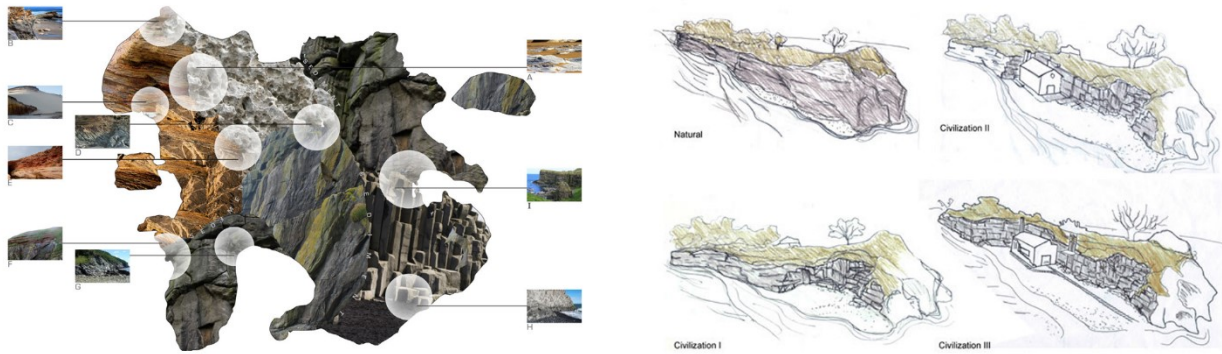 B
A
C
D
E
I
F
G
H
Natural
Civilization II
Civilization I
Civilization III